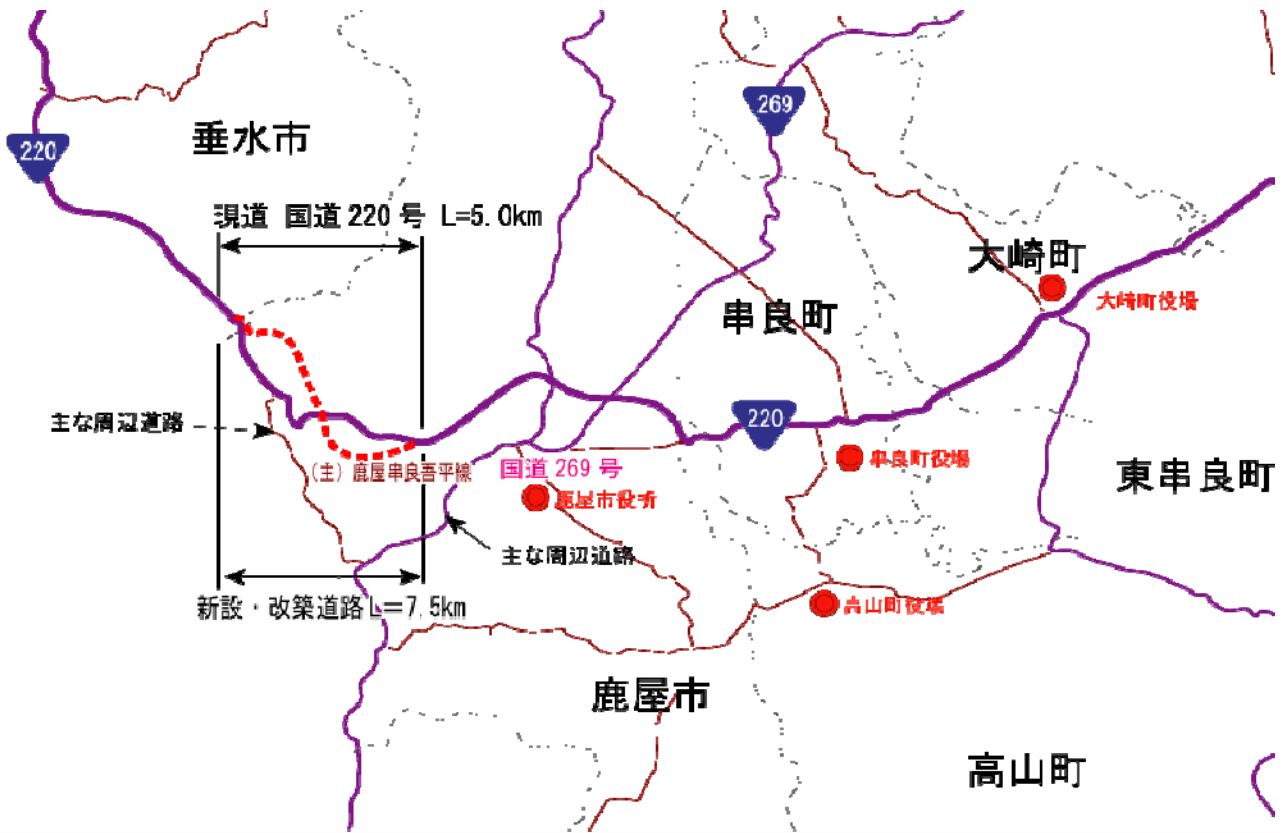 269
220
垂水市
現道 国道220号 L=5.0km
大崎町
大崎町役場
串良町
主な周辺道路
220
(主)鹿屋串良吾平線
国道269号
串良町役場
東串良町
鹿屋市役所
主な周辺道路
新設・改築道路L=7.5km
高山町役場
鹿屋市
高山町